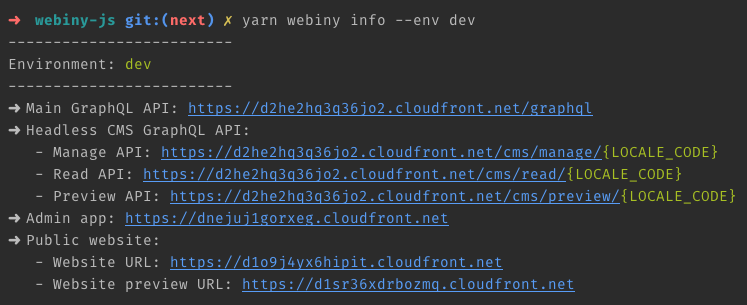 ➜ webiny-js git:(next) ✗ yarn webiny info --env dev
-------------------------
Environment: dev
-------------------------
➜ Main GraphQL API: https://d2he2hq3q36jo2.cloudfront.net/graphql
➜ Headless CMS GraphQL API:
- Manage API: https://d2he2hq3q36jo2.cloudfront.net/cms/manage/{LOCALE_CODE}
- Read API: https://d2he2hq3q36jo2.cloudfront.net/cms/read/{LOCALE_CODE}
- Preview API: https://d2he2hq3q36jo2.cloudfront.net/cms/preview/{LOCALE_CODE}
➜ Admin app: https://dnejuj1gorxeg.cloudfront.net
➜ Public website:
- Website URL: https://d1o9j4yx6hipit.cloudfront.net
- Website preview URL: https://d1sr36xdrbozmq.cloudfront.net